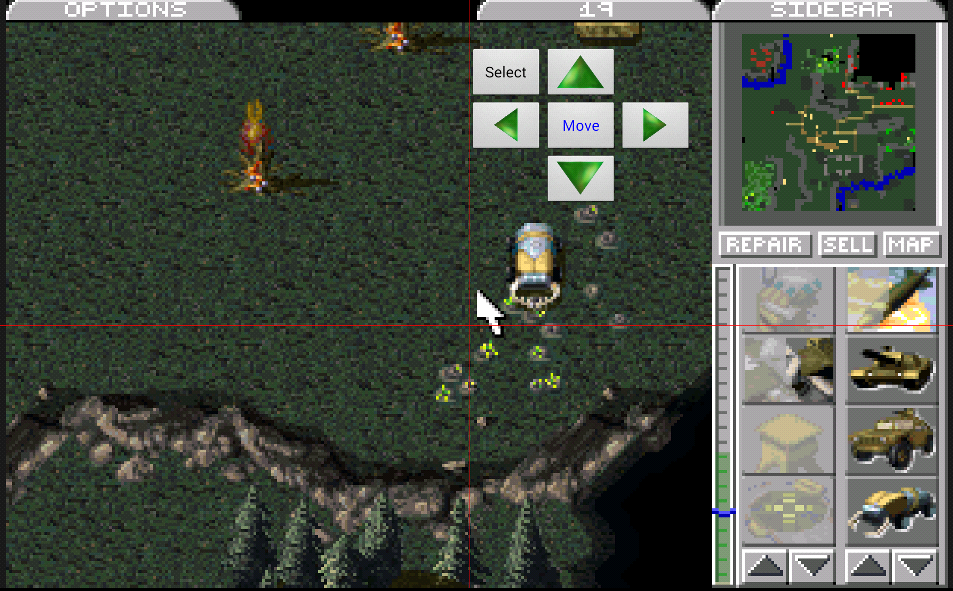 OPTIONS
19
SIDEBAR
Select
Move
REPAIR
SELL
MAP